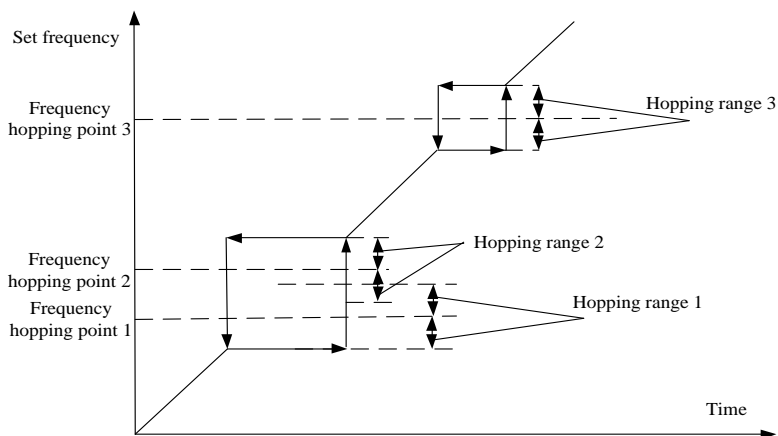 Set frequency
Frequency
hopping point 3
Hopping range 3
Frequency
hopping point 2
Hopping range 2
Frequency
hopping point 1
Hopping range 1
Time